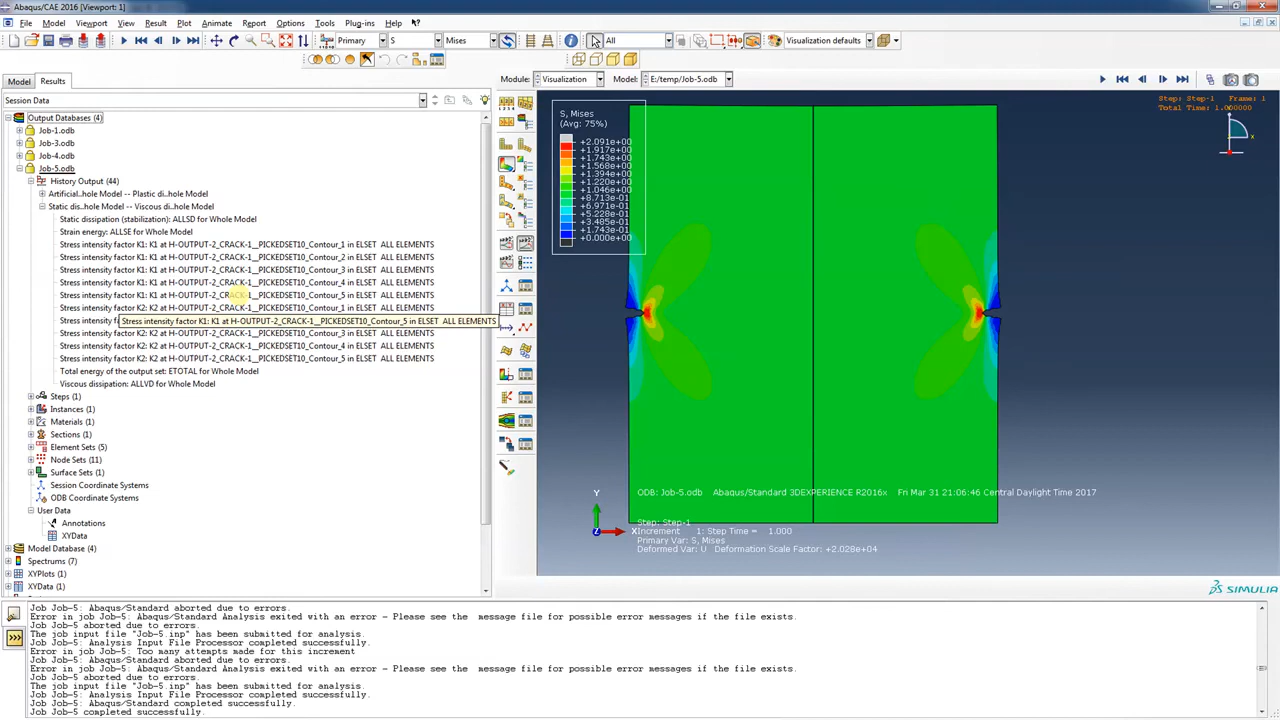 Abaqus/CAE 2016 [Viewport: 1]
File Model Viewport View Result Plot Animate Report Options Tools Plug-ins Help
Primary S Mises All Visualization defaults
Model Results Module: Visualization Model: E:/temp/Job-5.odb
Session Data
Output Databases (4)
Job-1.odb
Job-3.odb
Job-4.odb
Job-5.odb
History Output (44)
Artificial...hole Model -- Plastic di...hole Model
Static dis...hole Model -- Viscous di...hole Model
Static dissipation (stabilization): ALLSD for Whole Model
Strain energy: ALLSE for Whole Model
Stress intensity factor K1: K1 at H-OUTPUT-2_CRACK-1__PICKEDSET10_Contour_1 in ELSET ALL ELEMENTS
Stress intensity factor K1: K1 at H-OUTPUT-2_CRACK-1__PICKEDSET10_Contour_2 in ELSET ALL ELEMENTS
Stress intensity factor K1: K1 at H-OUTPUT-2_CRACK-1__PICKEDSET10_Contour_3 in ELSET ALL ELEMENTS
Stress intensity factor K1: K1 at H-OUTPUT-2_CRACK-1__PICKEDSET10_Contour_4 in ELSET ALL ELEMENTS
Stress intensity factor K1: K1 at H-OUTPUT-2_CRACK-1__PICKEDSET10_Contour_5 in ELSET ALL ELEMENTS
Stress intensity factor K2: K2 at H-OUTPUT-2_CRACK-1__PICKEDSET10_Contour_1 in ELSET ALL ELEMENTS
Stress intensity Stress intensity factor K1: K1 at H-OUTPUT-2_CRACK-1__PICKEDSET10_Contour_5 in ELSET ALL ELEMENTS
Stress intensity factor K2: K2 at H-OUTPUT-2_CRACK-1__PICKEDSET10_Contour_3 in ELSET ALL ELEMENTS
Stress intensity factor K2: K2 at H-OUTPUT-2_CRACK-1__PICKEDSET10_Contour_4 in ELSET ALL ELEMENTS
Stress intensity factor K2: K2 at H-OUTPUT-2_CRACK-1__PICKEDSET10_Contour_5 in ELSET ALL ELEMENTS
Total energy of the output set: ETOTAL for Whole Model
Viscous dissipation: ALLVD for Whole Model
Steps (1)
Instances (1)
Materials (1)
Sections (1)
Element Sets (5)
Node Sets (11)
Surface Sets (1)
Session Coordinate Systems
ODB Coordinate Systems
User Data
Annotations
XYData
Model Database (4)
Spectrums (7)
XYPlots (1)
XYData (1)
S, Mises
(Avg: 75%)
+2.091e+00
+1.917e+00
+1.743e+00
+1.568e+00
+1.394e+00
+1.220e+00
+1.046e+00
+8.713e-01
+6.971e-01
+5.228e-01
+3.485e-01
+1.743e-01
+0.000e+00
Step: Step-1 Frame: 1
Total Time: 1.000000
Y
X
Z
ODB: Job-5.odb Abaqus/Standard 3DEXPERIENCE R2016x Fri Mar 31 21:06:46 Central Daylight Time 2017
Step: Step-1
Increment 1: Step Time = 1.000
Primary Var: S, Mises
Deformed Var: U Deformation Scale Factor: +2.028e+04
SIMULIA
Job Job-5: Abaqus/Standard aborted due to errors.
Error in job Job-5: Abaqus/Standard Analysis exited with an error - Please see the message file for possible error messages if the file exists.
Job Job-5 aborted due to errors.
The job input file "Job-5.inp" has been submitted for analysis.
Job Job-5: Analysis Input File Processor completed successfully.
Error in job Job-5: Too many attempts made for this increment
Job Job-5: Abaqus/Standard aborted due to errors.
Error in job Job-5: Abaqus/Standard Analysis exited with an error - Please see the message file for possible error messages if the file exists.
Job Job-5 aborted due to errors.
The job input file "Job-5.inp" has been submitted for analysis.
Job Job-5: Analysis Input File Processor completed successfully.
Job Job-5: Abaqus/Standard completed successfully.
Job Job-5 completed successfully.